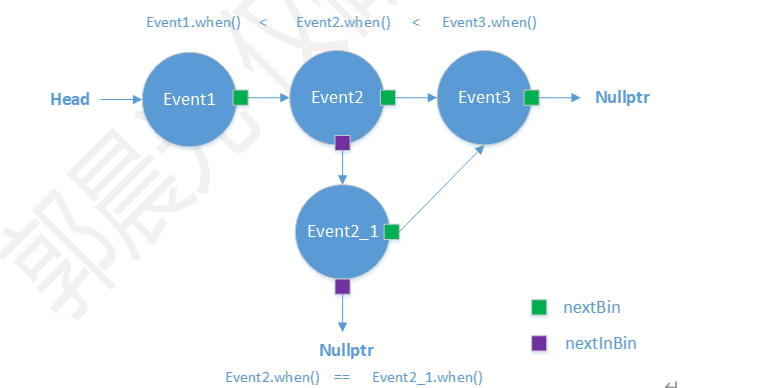 Event1.when() < Event2.when() < Event3.when()
Head Event1 Event2 Event3 Nullptr
Event2_1
nextBin
nextInBin
Nullptr
Event2.when() == Event2_1.when()
郭晨光